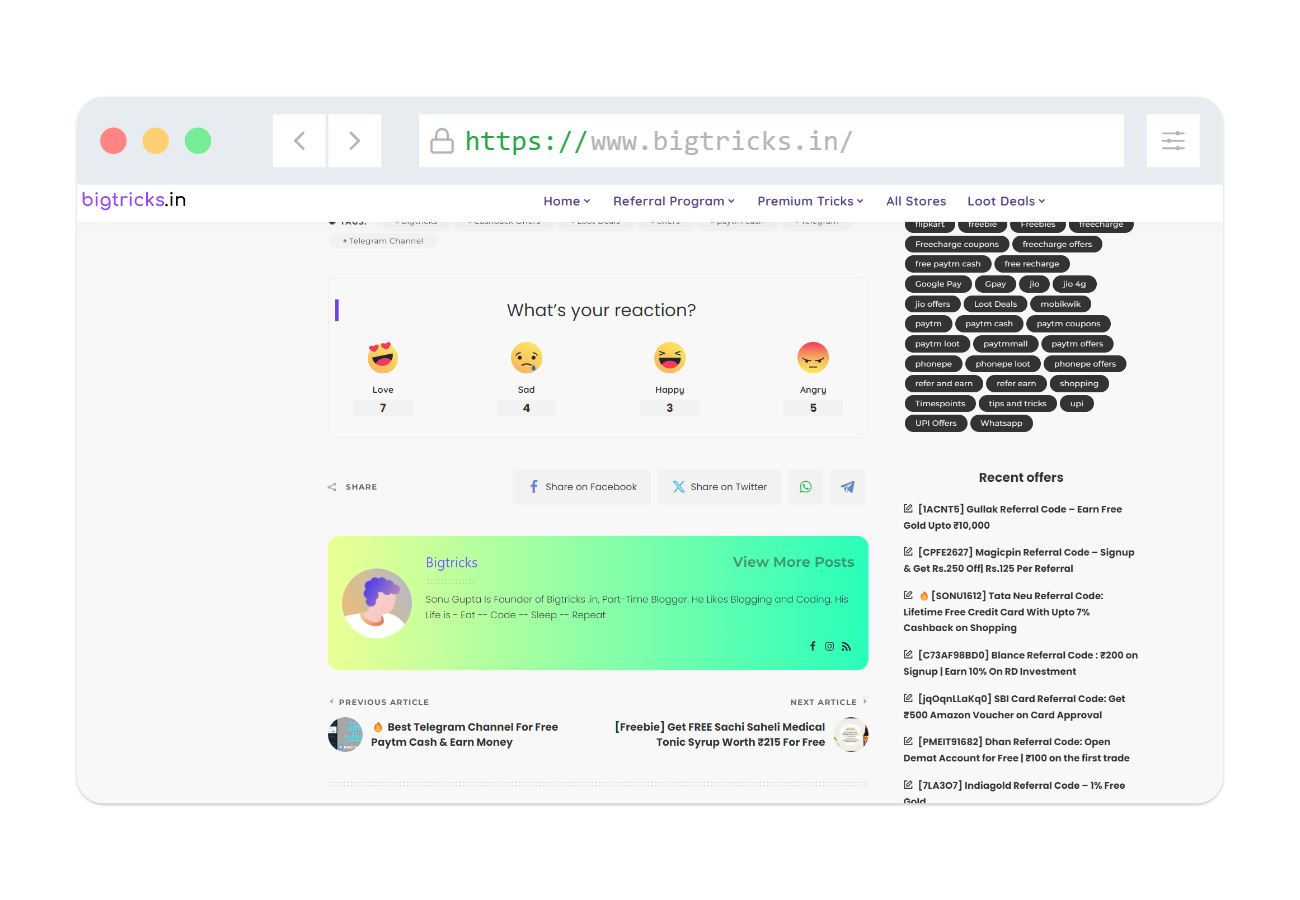 https://www.bigtricks.in/
bigtricks.in
Home
Referral Program
Premium Tricks
All Stores
Loot Deals
TAGS:
# Bigtricks
# Cashback Offers
# Loot Deals
# offers
# paytm cash
# Telegram
# Telegram Channel
What's your reaction?
Love
7
Sad
4
Happy
3
Angry
5
SHARE
Share on Facebook
Share on Twitter
Bigtricks
View More Posts
Sonu Gupta Is Founder of Bigtricks .in, Part-Time Blogger. He Likes Blogging and Coding. His
Life is - Eat -- Code -- Sleep -- Repeat
PREVIOUS ARTICLE
🔥 Best Telegram Channel For Free
Paytm Cash & Earn Money
NEXT ARTICLE
[Freebie] Get FREE Sachi Saheli Medical
Tonic Syrup Worth ₹215 For Free
flipkart
freebie
Freebies
freecharge
Freecharge coupons
freecharge offers
free paytm cash
free recharge
Google Pay
Gpay
jio
jio 4g
jio offers
Loot Deals
mobikwik
paytm
paytm cash
paytm coupons
paytm loot
paytmmall
paytm offers
phonepe
phonepe loot
phonepe offers
refer and earn
refer earn
shopping
Timespoints
tips and tricks
upi
UPI Offers
Whatsapp
Recent offers
[1ACNT5] Gullak Referral Code – Earn Free
Gold Upto ₹10,000
[CPFE2627] Magicpin Referral Code – Signup
& Get Rs.250 Off| Rs.125 Per Referral
🔥 [SONU1612] Tata Neu Referral Code:
Lifetime Free Credit Card With Upto 7%
Cashback on Shopping
[C73AF98BD0] Blance Referral Code : ₹200 on
Signup | Earn 10% On RD Investment
[jqOqnLLaKq0] SBI Card Referral Code: Get
₹500 Amazon Voucher on Card Approval
[PMEIT91682] Dhan Referral Code: Open
Demat Account for Free | ₹100 on the first trade
[7LA3O7] Indiagold Referral Code – 1% Free
Gold